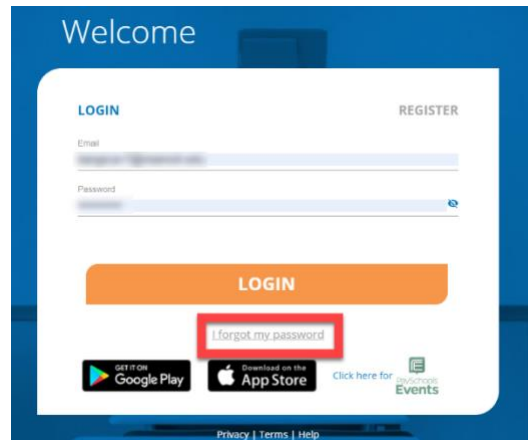 Welcome
LOGIN
REGISTER
Email
Password
LOGIN
I forgot my password
GET IT ON
Google Play
Download on the
App Store
Click here for
PaySchools
Events
Privacy | Terms | Help